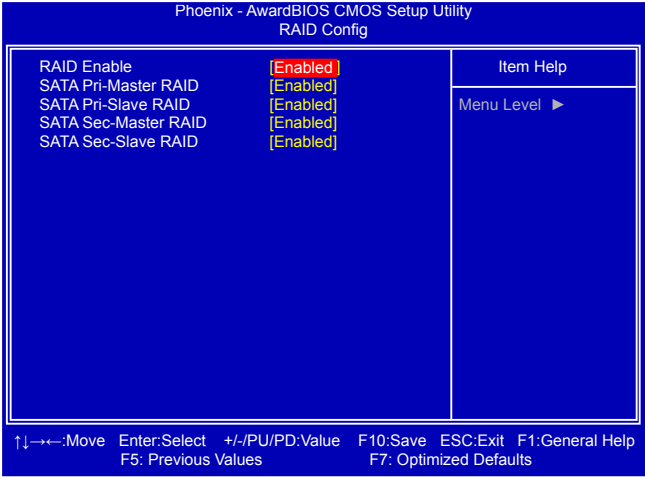 Phoenix - AwardBIOS CMOS Setup Utility
RAID Config
RAID Enable [Enabled ]
SATA Pri-Master RAID [Enabled]
SATA Pri-Slave RAID [Enabled]
SATA Sec-Master RAID [Enabled]
SATA Sec-Slave RAID [Enabled]
Item Help
Menu Level ►
↑↓→←:Move Enter:Select +/-/PU/PD:Value F10:Save ESC:Exit F1:General Help
F5: Previous Values F7: Optimized Defaults